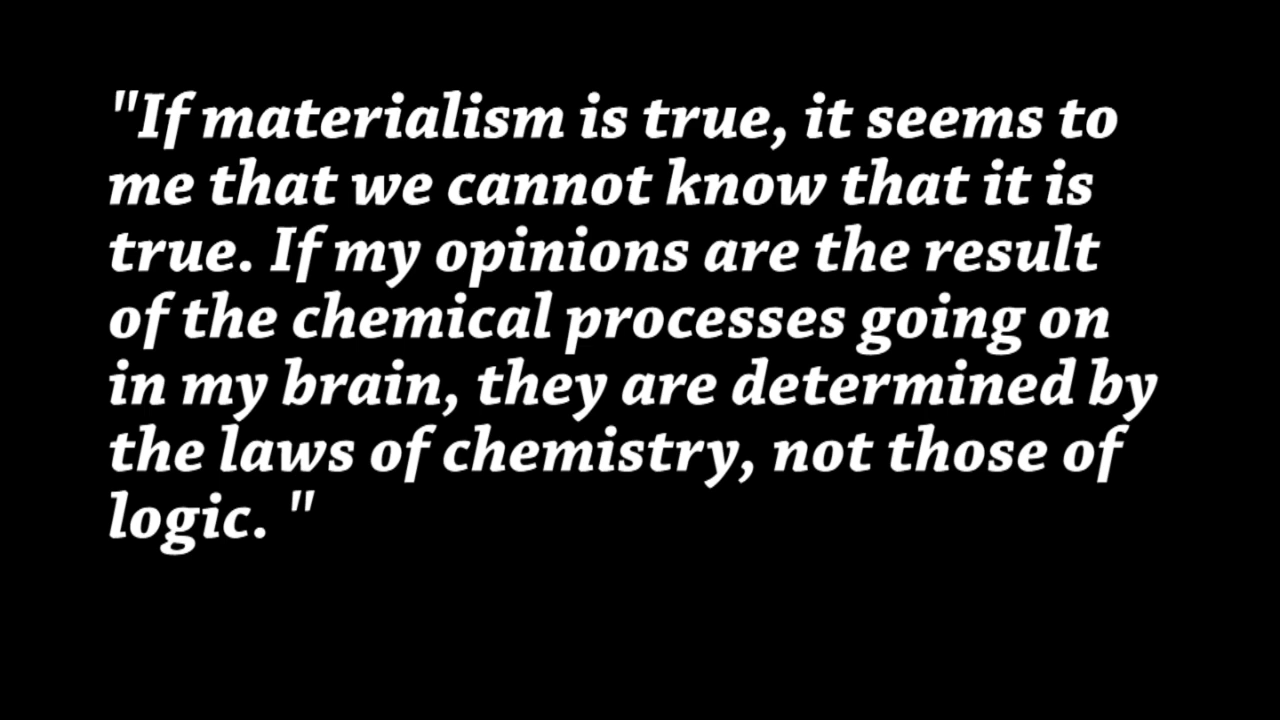 "If materialism is true, it seems to
me that we cannot know that it is
true. If my opinions are the result
of the chemical processes going on
in my brain, they are determined by
the laws of chemistry, not those of
logic. "